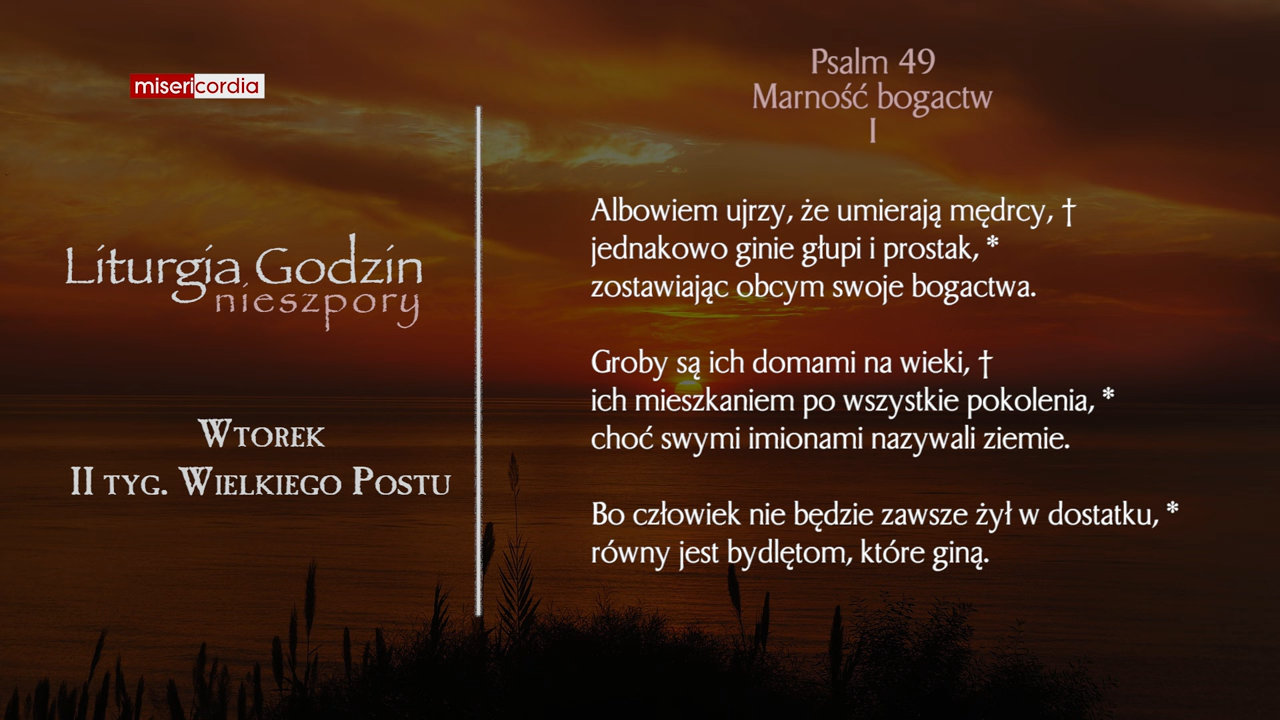 misericordia
Liturgia Godzin
nieszpory
Wtorek
II tyg. Wielkiego Postu
Psalm 49
Marność bogactw
I
Albowiem ujrzy, że umierają mędrcy, †
jednakowo ginie głupi i prostak, *
zostawiając obcym swoje bogactwa.
Groby są ich domami na wieki, †
ich mieszkaniem po wszystkie pokolenia, *
choć swymi imionami nazywali ziemie.
Bo człowiek nie będzie zawsze żył w dostatku, *
równy jest bydlętom, które giną.